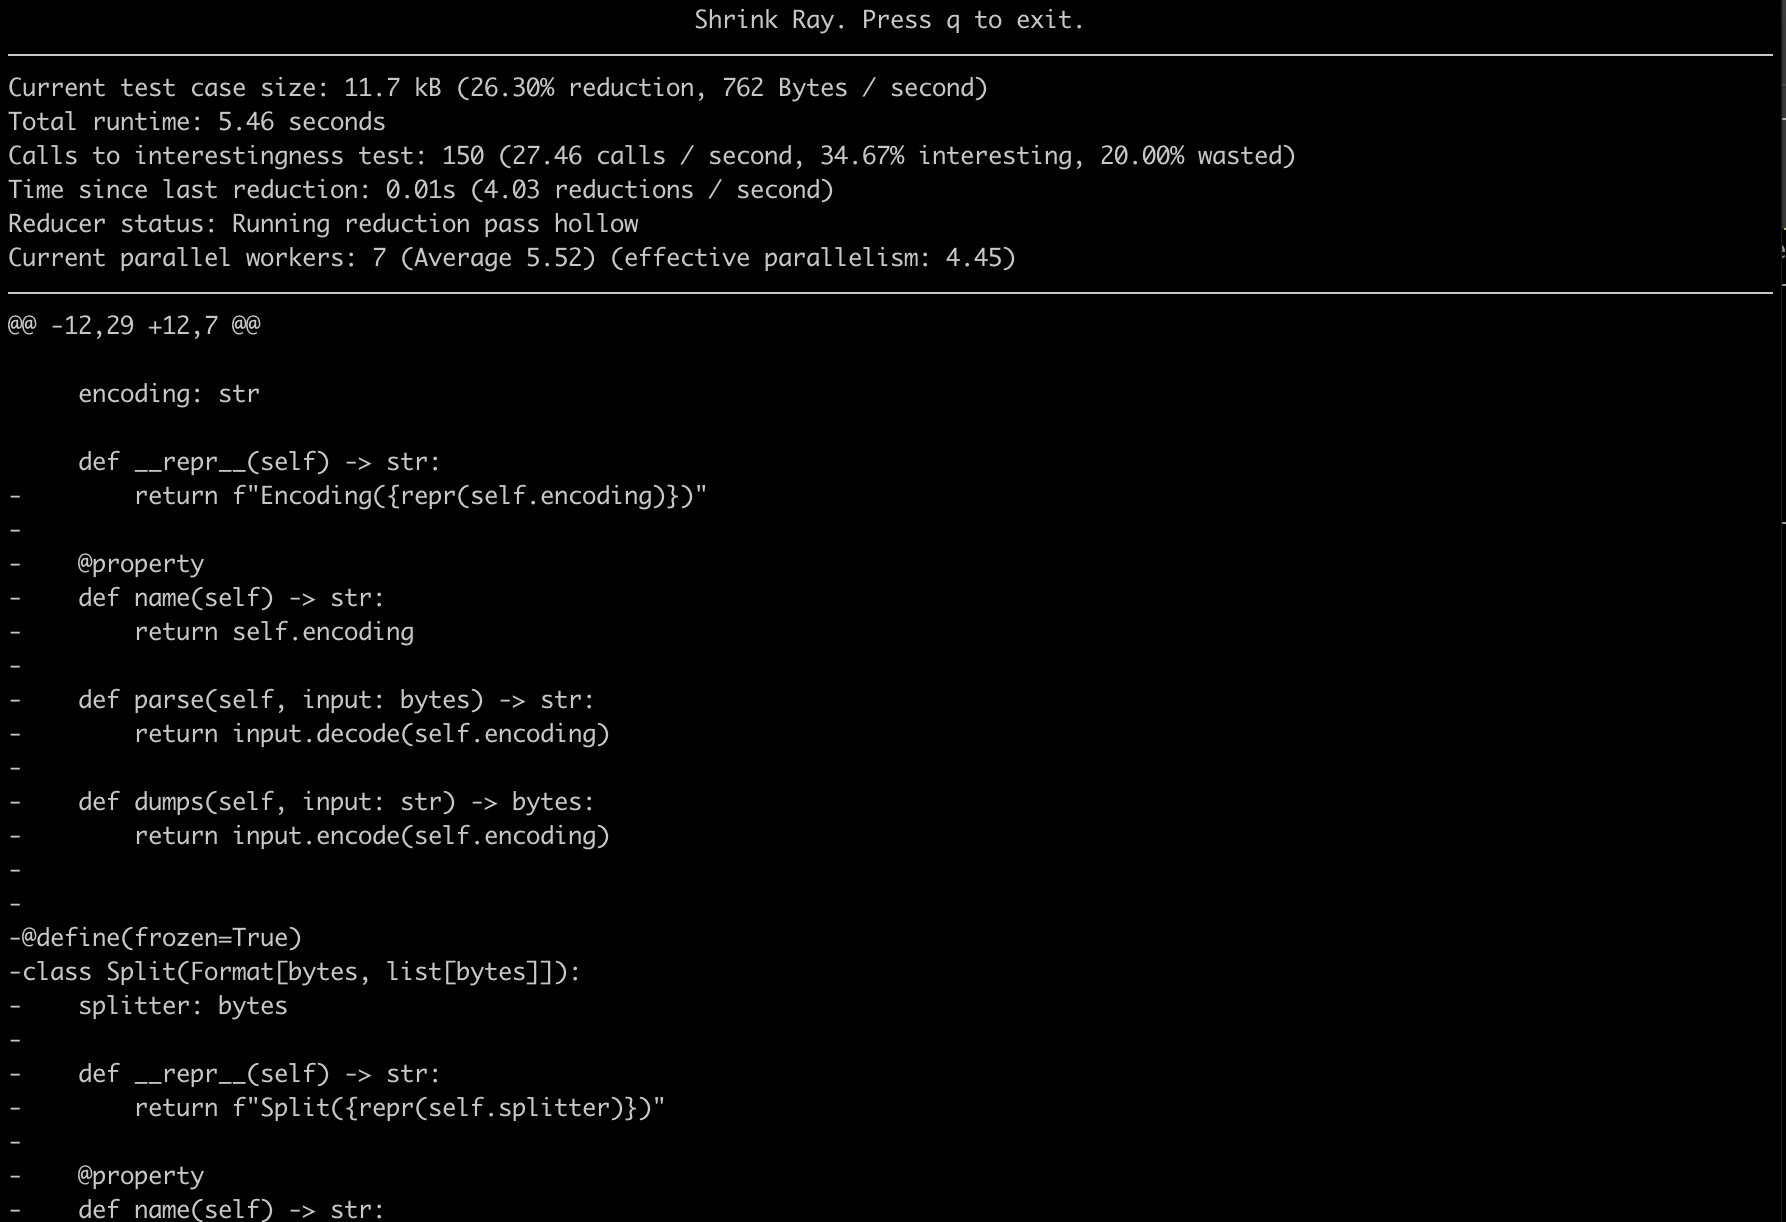 Shrink Ray. Press q to exit.
Current test case size: 11.7 kB (26.30% reduction, 762 Bytes / second)
Total runtime: 5.46 seconds
Calls to interestingness test: 150 (27.46 calls / second, 34.67% interesting, 20.00% wasted)
Time since last reduction: 0.01s (4.03 reductions / second)
Reducer status: Running reduction pass hollow
Current parallel workers: 7 (Average 5.52) (effective parallelism: 4.45)
@@ -12,29 +12,7 @@

     encoding: str

     def __repr__(self) -> str:
-        return f"Encoding({repr(self.encoding)})"
-
-    @property
-    def name(self) -> str:
-        return self.encoding
-
-    def parse(self, input: bytes) -> str:
-        return input.decode(self.encoding)
-
-    def dumps(self, input: str) -> bytes:
-        return input.encode(self.encoding)
-
-
-@define(frozen=True)
-class Split(Format[bytes, list[bytes]]):
-    splitter: bytes
-
-    def __repr__(self) -> str:
-        return f"Split({repr(self.splitter)})"
-
-    @property
-    def name(self) -> str: